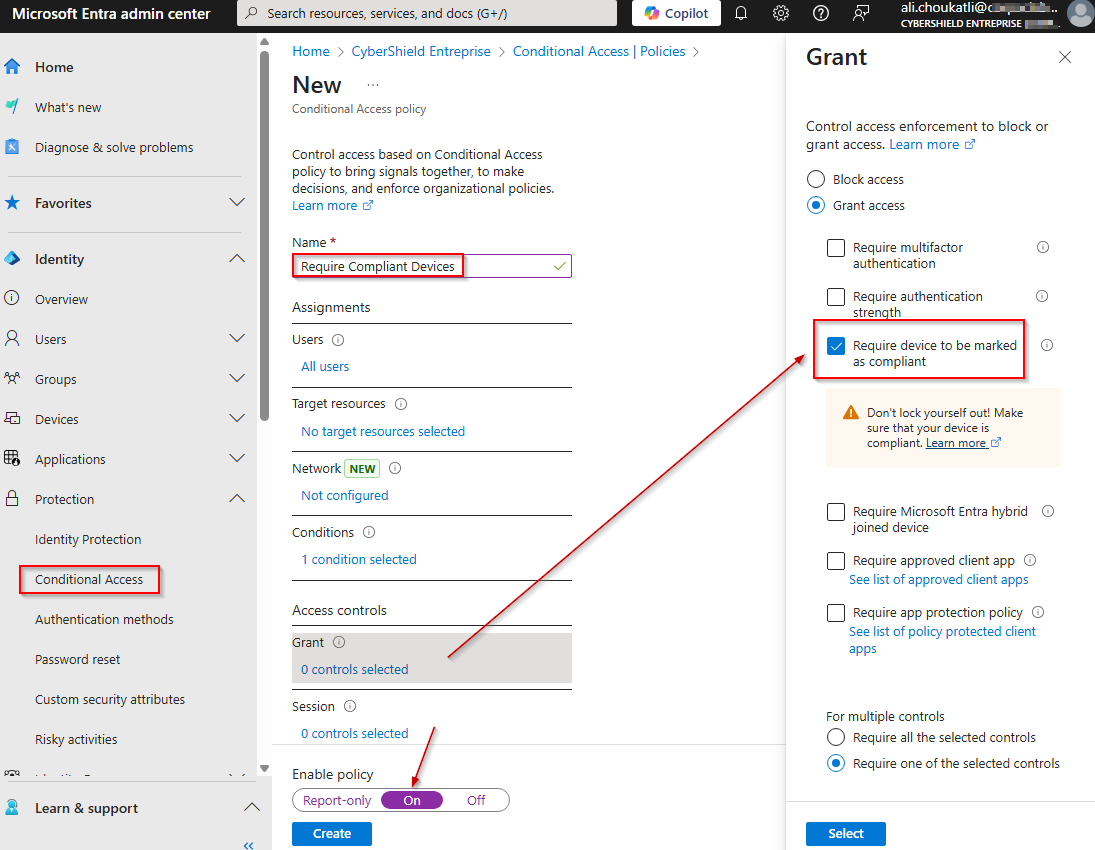 Microsoft Entra admin center
Search resources, services, and docs (G+/)
Copilot
ali.choukatli@
CYBERSHIELD ENTREPRISE
Home
What's new
Diagnose & solve problems
Favorites
Identity
Overview
Users
Groups
Devices
Applications
Protection
Identity Protection
Conditional Access
Authentication methods
Password reset
Custom security attributes
Risky activities
Learn & support
Home > CyberShield Entreprise > Conditional Access | Policies >
New ...
Conditional Access policy
Control access based on Conditional Access
policy to bring signals together, to make
decisions, and enforce organizational policies.
Learn more
Name *
Require Compliant Devices
Assignments
Users
All users
Target resources
No target resources selected
Network NEW
Not configured
Conditions
1 condition selected
Access controls
Grant
0 controls selected
Session
0 controls selected
Enable policy
Report-only On Off
Create
Grant
Control access enforcement to block or
grant access. Learn more
Block access
Grant access
Require multifactor
authentication
Require authentication
strength
Require device to be marked
as compliant
Don't lock yourself out! Make
sure that your device is
compliant. Learn more
Require Microsoft Entra hybrid
joined device
Require approved client app
See list of approved client apps
Require app protection policy
See list of policy protected client
apps
For multiple controls
Require all the selected controls
Require one of the selected controls
Select